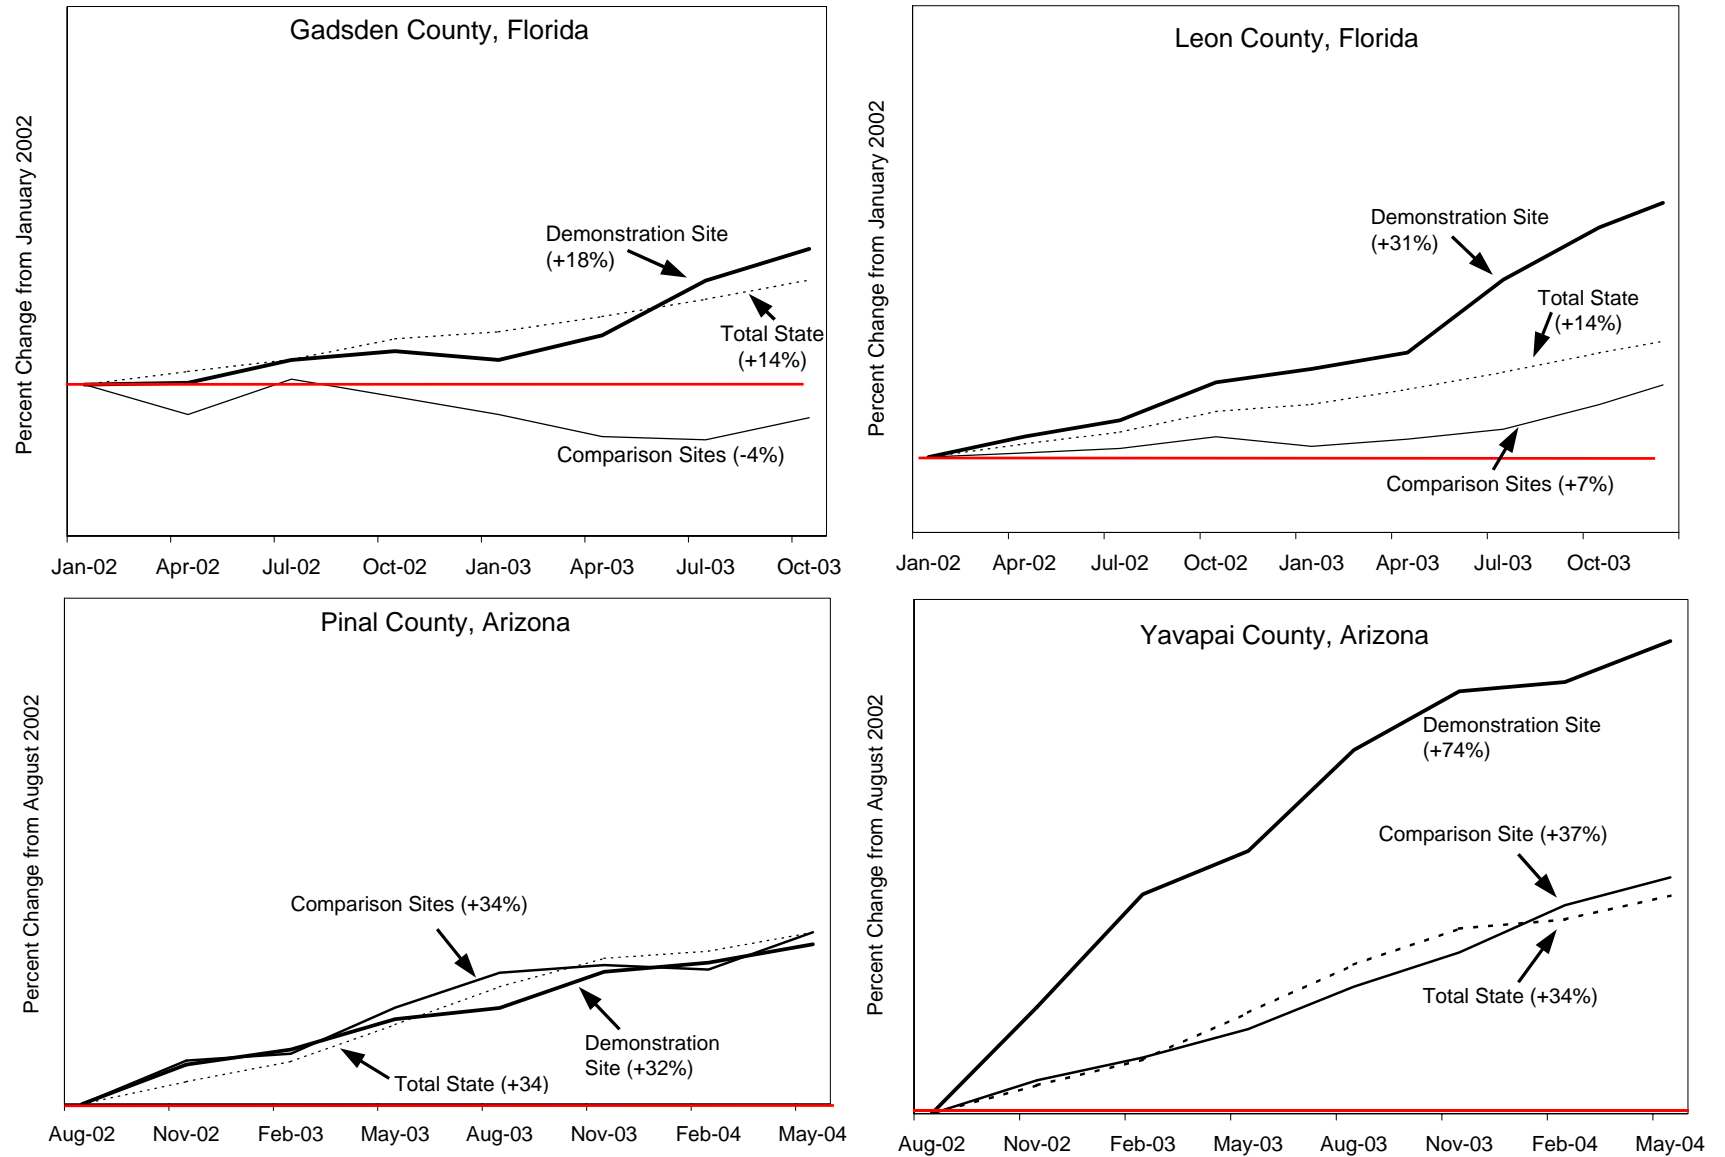 Gadsden County, Florida
Percent Change from January 2002
Demonstration Site
(+18%)
Total State
(+14%)
Comparison Sites (-4%)
Jan-02 Apr-02 Jul-02 Oct-02 Jan-03 Apr-03 Jul-03 Oct-03
Leon County, Florida
Percent Change from January 2002
Demonstration Site
(+31%)
Total State
(+14%)
Comparison Sites (+7%)
Jan-02 Apr-02 Jul-02 Oct-02 Jan-03 Apr-03 Jul-03 Oct-03
Pinal County, Arizona
Percent Change from August 2002
Comparison Sites (+34%)
Demonstration
Site (+32%)
Total State (+34)
Aug-02 Nov-02 Feb-03 May-03 Aug-03 Nov-03 Feb-04 May-04
Yavapai County, Arizona
Percent Change from August 2002
Demonstration Site
(+74%)
Comparison Site (+37%)
Total State (+34%)
Aug-02 Nov-02 Feb-03 May-03 Aug-03 Nov-03 Feb-04 May-04